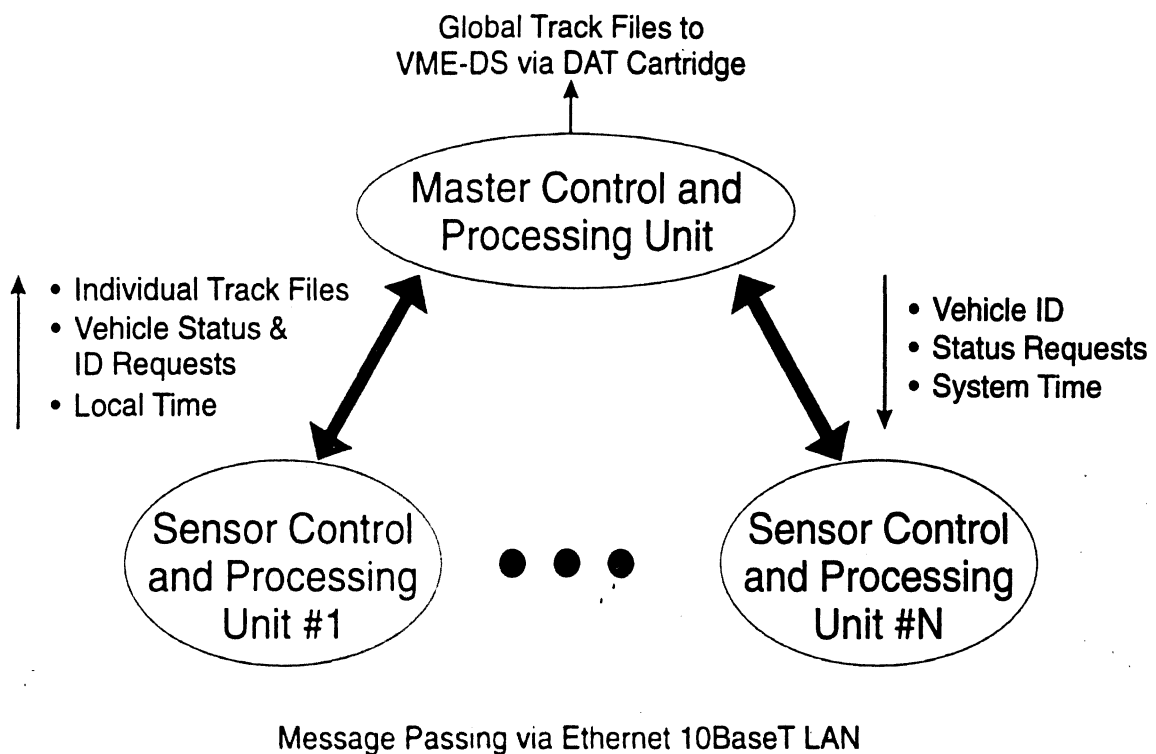 Global Track Files to
VME-DS via DAT Cartridge
Master Control and
Processing Unit
• Individual Track Files
• Vehicle Status &
ID Requests
• Local Time
• Vehicle ID
• Status Requests
• System Time
Sensor Control
and Processing
Unit #1
Sensor Control
and Processing
Unit #N
Message Passing via Ethernet 10BaseT LAN